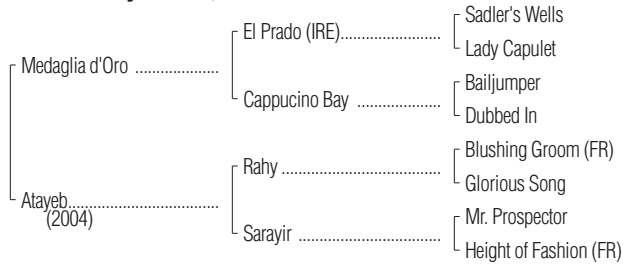 Sadler's Wells
El Prado (IRE)....................
Lady Capulet
Medaglia d'Oro .................
Bailjumper
Cappucino Bay .................
Dubbed In
Blushing Groom (FR)
Rahy ................................
Glorious Song
Atayeb..............................
(2004)
Mr. Prospector
Sarayir .............................
Height of Fashion (FR)